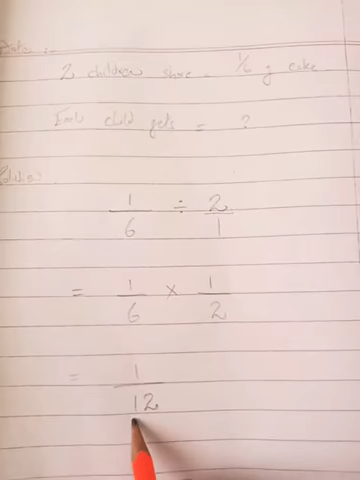 Data :-
2 children share 1/6 of cake
Each child gets = ?
Solution:
1/6 ÷ 2/1
= 1/6 × 1/2
= 1/12